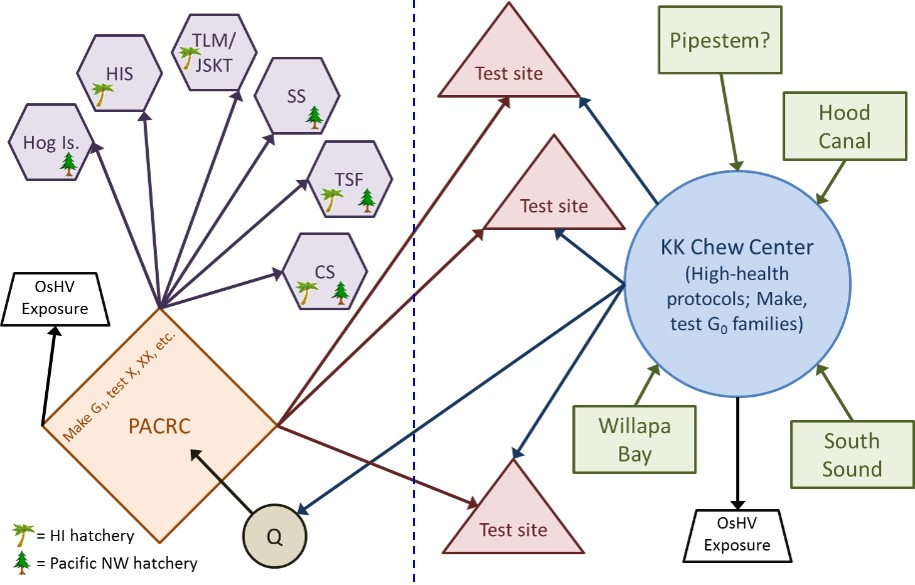 TLM/
JSKT
HIS
SS
Hog Is.
TSF
CS
OsHV
Exposure
Make G₁, test X, XX, etc.
PACRC
Q
= HI hatchery
= Pacific NW hatchery
Test site
Test site
Test site
Pipestem?
Hood
Canal
KK Chew Center
(High-health
protocols; Make,
test G₀ families)
Willapa
Bay
South
Sound
OsHV
Exposure